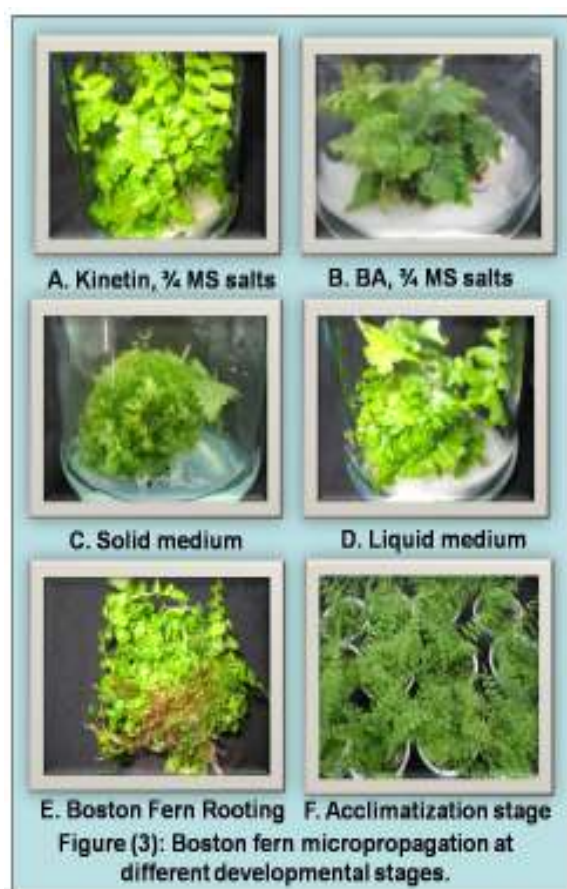 A. Kinetin, ¾ MS salts
B. BA, ¾ MS salts
C. Solid medium
D. Liquid medium
E. Boston Fern Rooting
F. Acclimatization stage
Figure (3): Boston fern micropropagation at
different developmental stages.